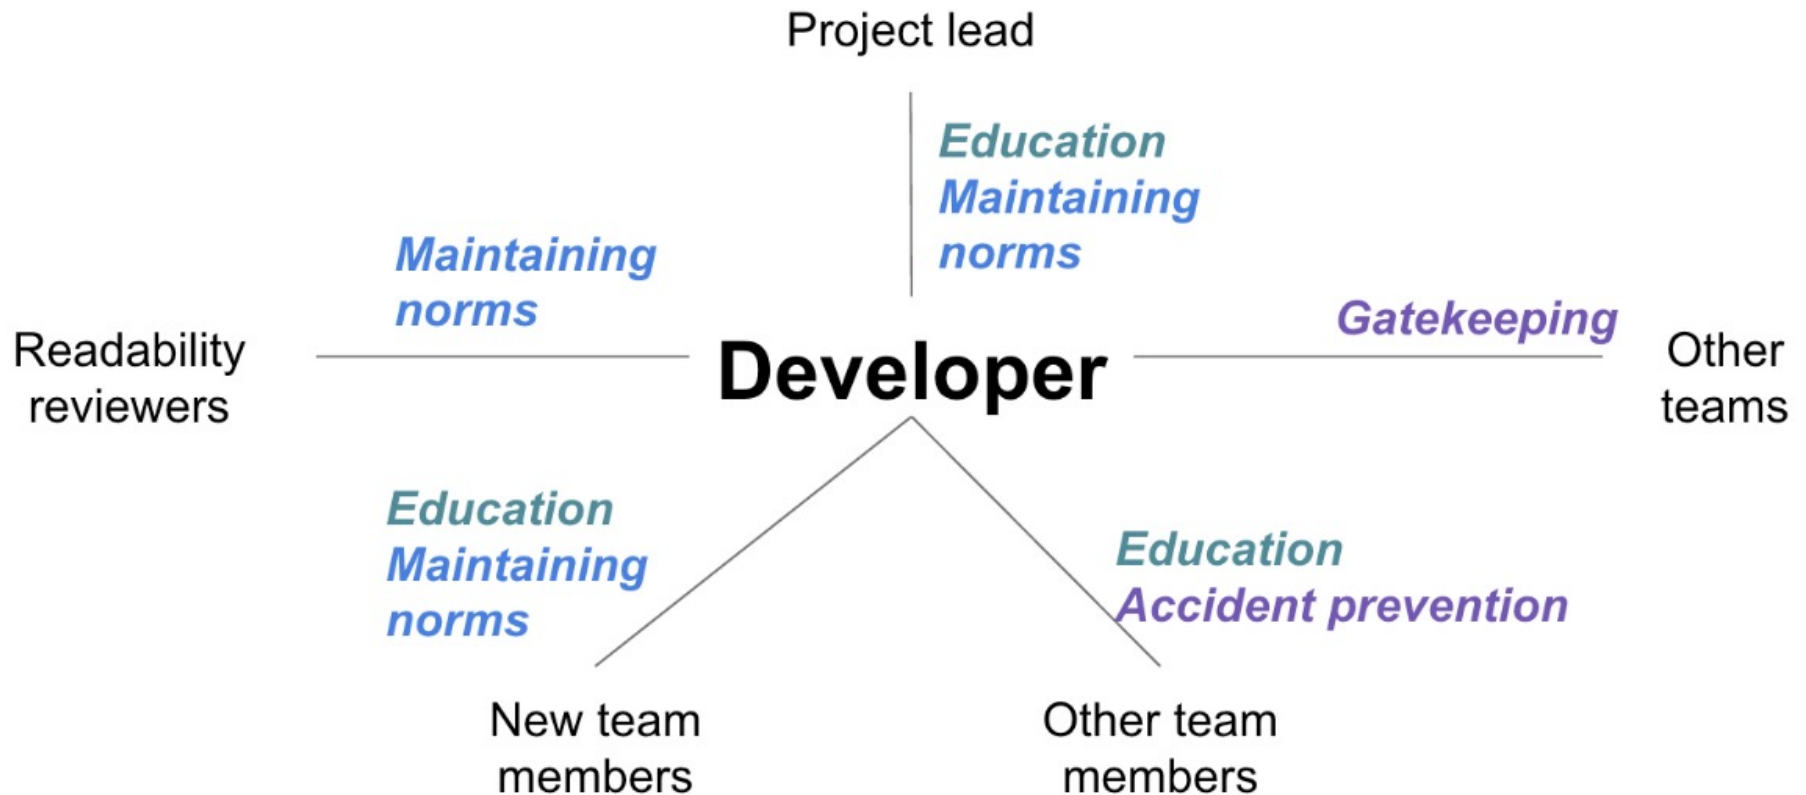 Project lead
Education
Maintaining
norms
Maintaining
norms
Gatekeeping
Readability
reviewers
Developer
Other
teams
Education
Maintaining
norms
Education
Accident prevention
New team
members
Other team
members